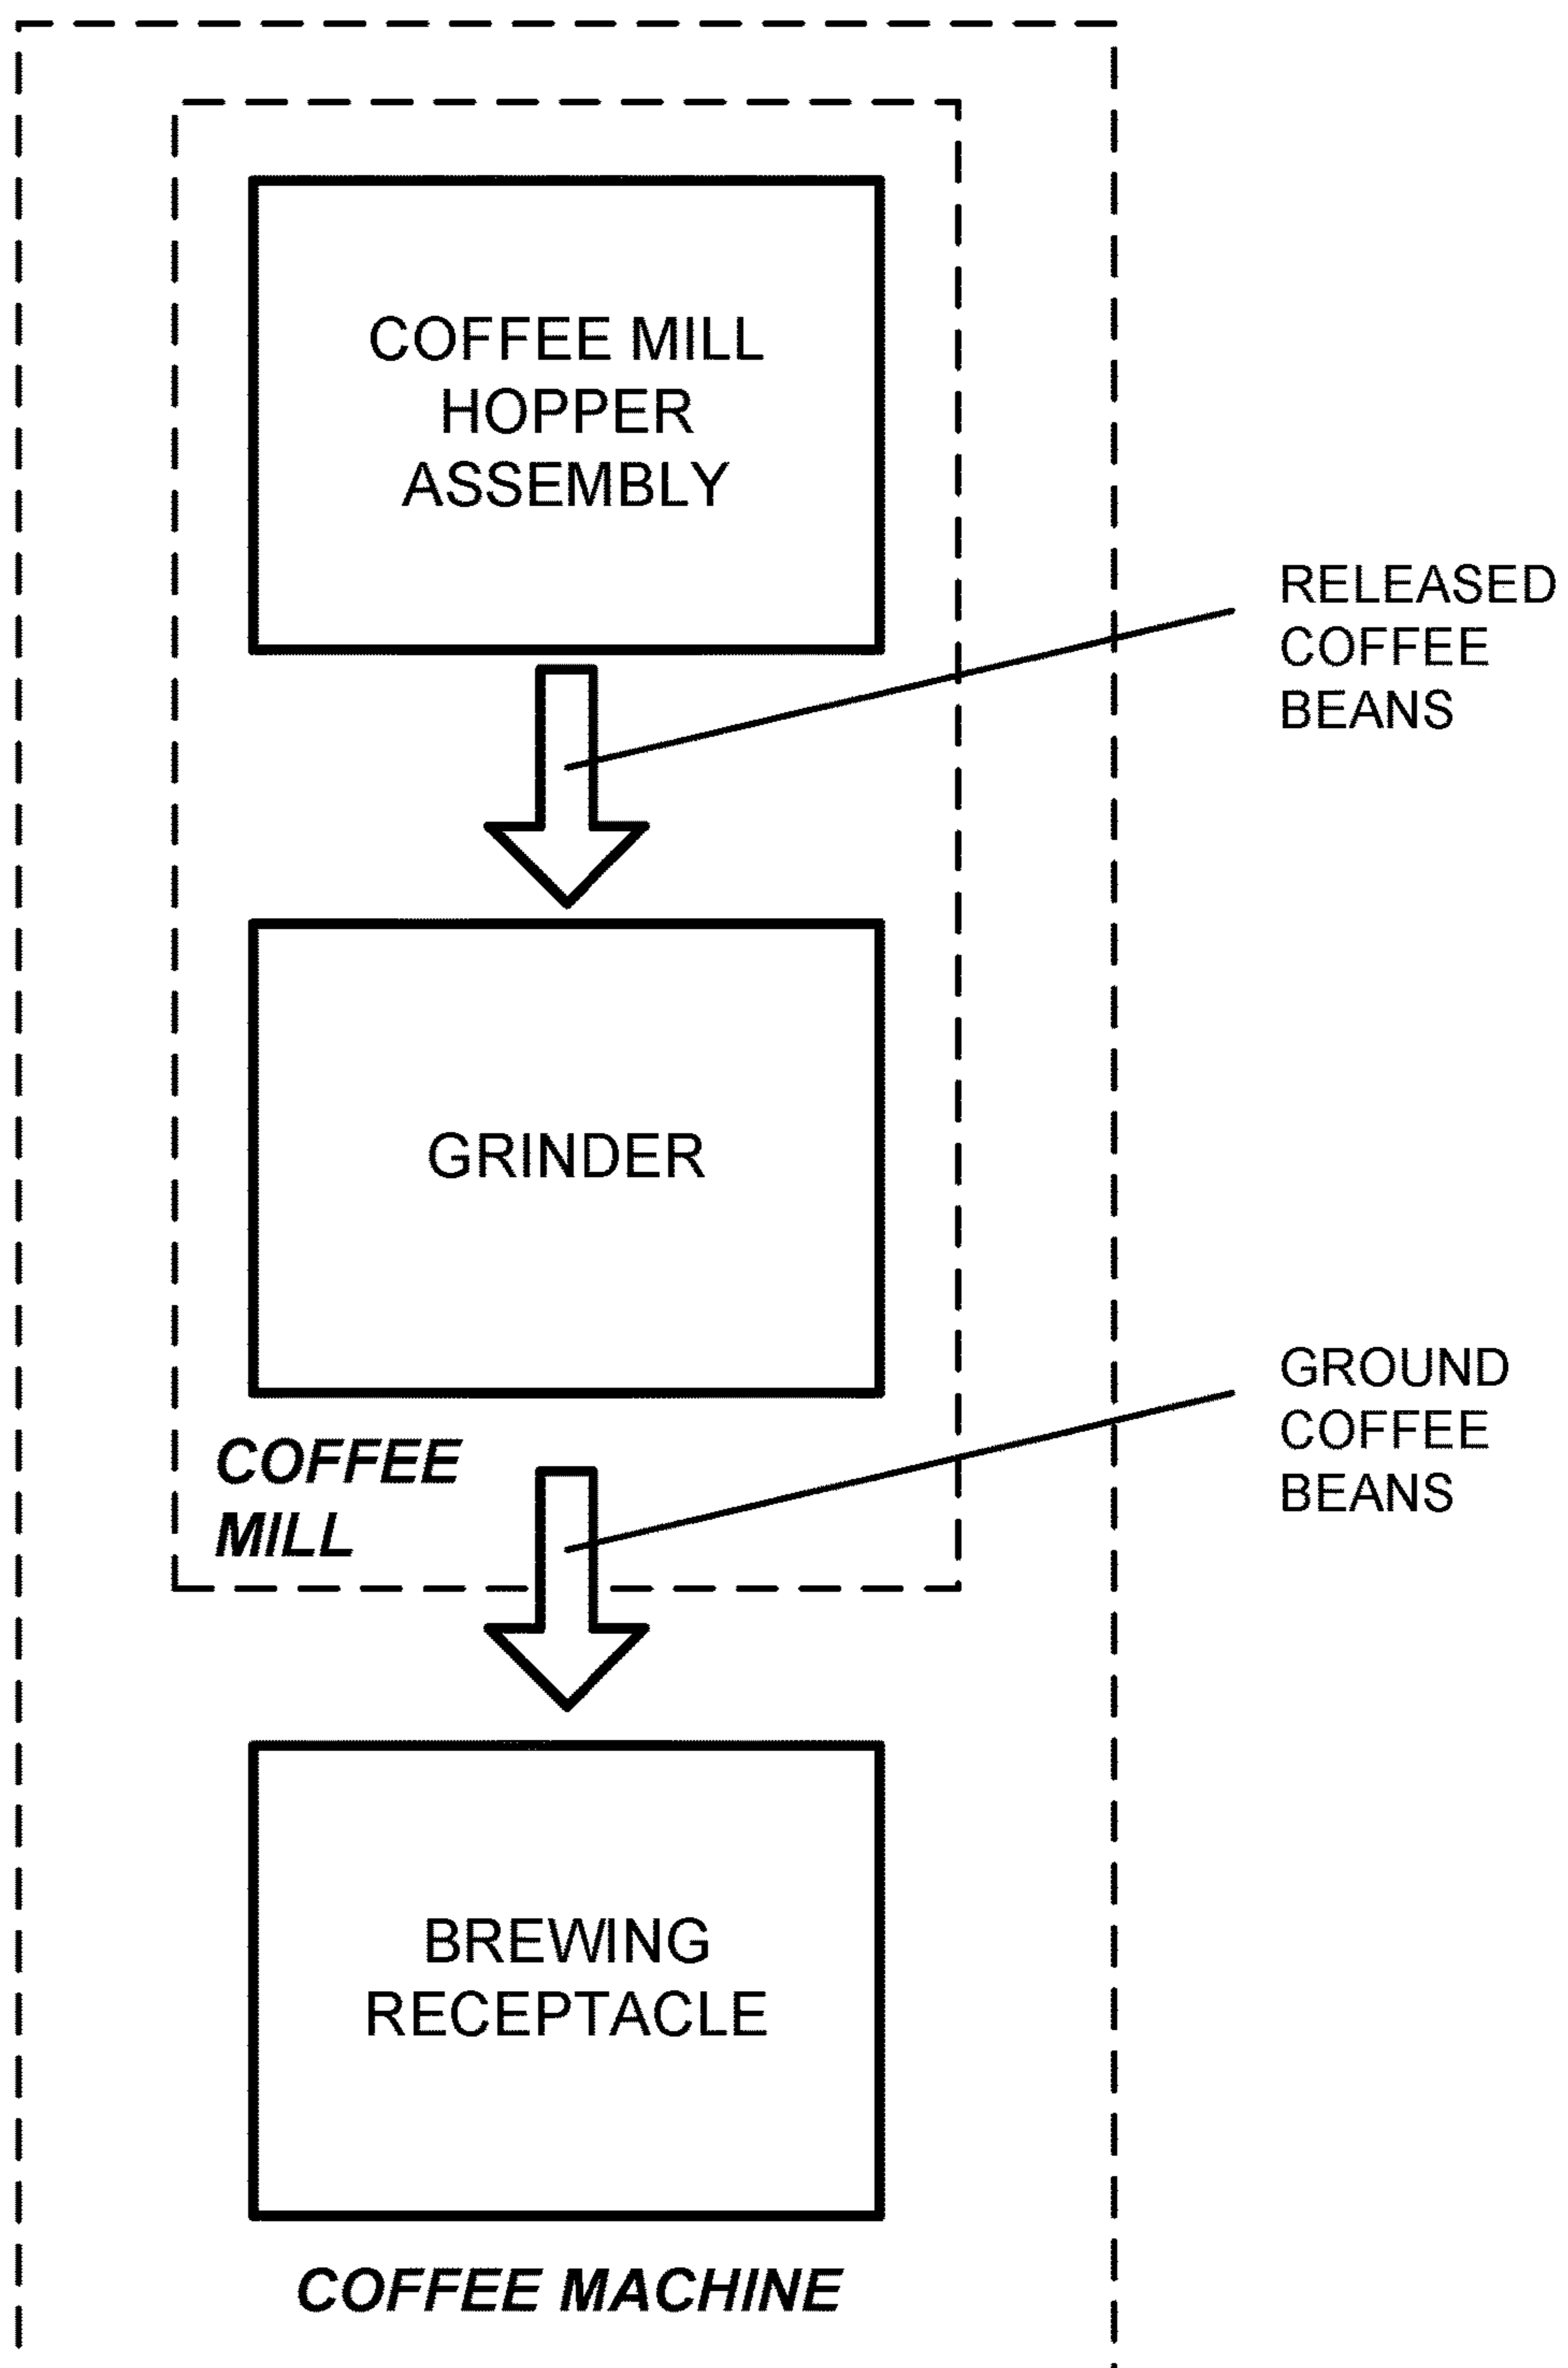 COFFEE MILL
HOPPER
ASSEMBLY
RELEASED
COFFEE
BEANS
GRINDER
GROUND
COFFEE
BEANS
COFFEE
MILL
BREWING
RECEPTACLE
COFFEE MACHINE